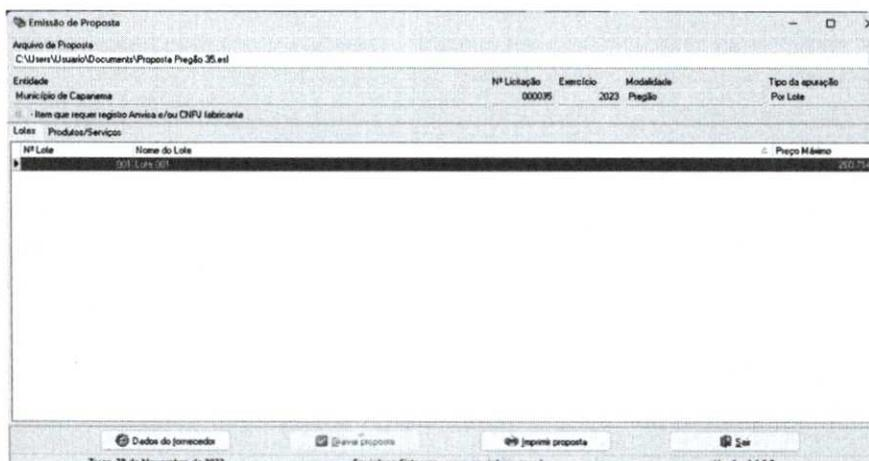 Emissão de Proposta
Arquivo de Proposta
C:\Users\Usuario\Documents\Proposta Pregão 35.esl
Entidade Nº Licitação Exercício Modalidade Tipo da apuração
Município de Capanema 000035 2023 Pregão Por Lote
- Item que requer registro Anvisa e/ou CNPJ fabricante
Lotes Produtos/Serviços
Nº Lote Nome do Lote Preço Máximo
001 Lote 001
Dados do fornecedor Gravar proposta Imprimir proposta Sair